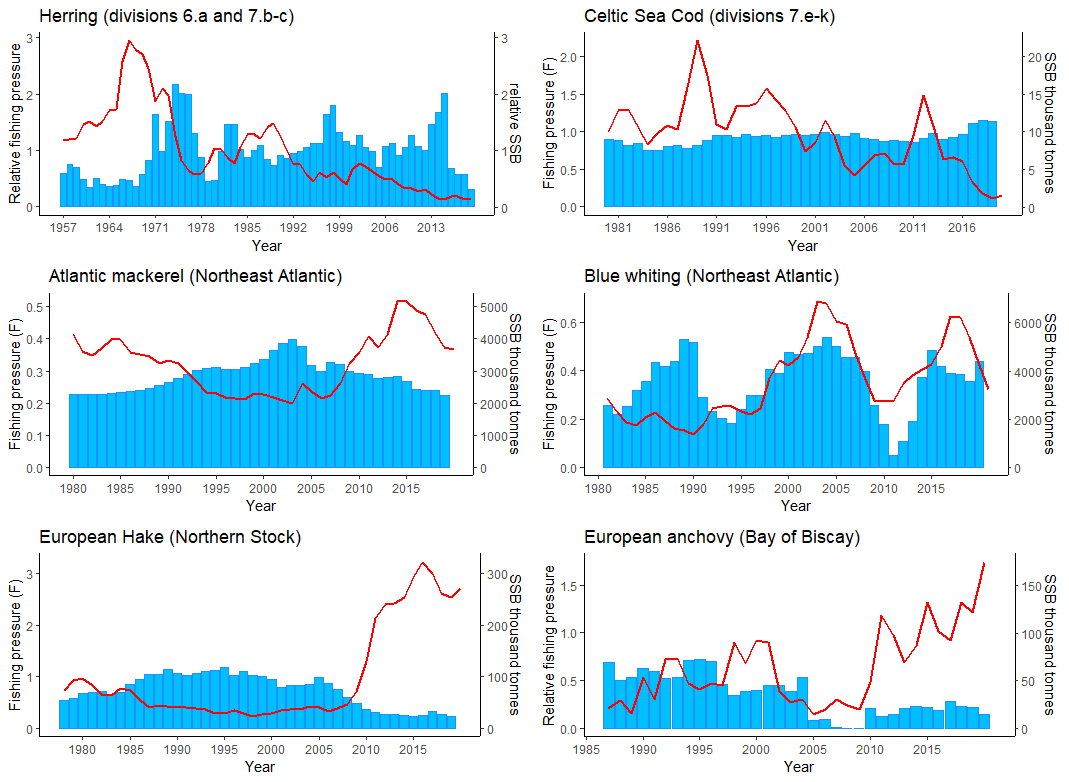 Herring (divisions 6.a and 7.b-c)
Relative fishing pressure
3
2
1
0
3
2
1
0
relative SSB
1957 1964 1971 1978 1985 1992 1999 2006 2013
Year
Celtic Sea Cod (divisions 7.e-k)
Fishing pressure (F)
2.0
1.5
1.0
0.5
0.0
20
15
10
5
0
SSB thousand tonnes
1981 1986 1991 1996 2001 2006 2011 2016
Year
Atlantic mackerel (Northeast Atlantic)
Fishing pressure (F)
0.5
0.4
0.3
0.2
0.1
0.0
5000
4000
3000
2000
1000
0
SSB thousand tonnes
1980 1985 1990 1995 2000 2005 2010 2015
Year
Blue whiting (Northeast Atlantic)
Fishing pressure (F)
0.6
0.4
0.2
0.0
6000
4000
2000
0
SSB thousand tonnes
1980 1985 1990 1995 2000 2005 2010 2015
Year
European Hake (Northern Stock)
Fishing pressure (F)
3
2
1
0
300
200
100
0
SSB thousand tonnes
1980 1985 1990 1995 2000 2005 2010 2015
Year
European anchovy (Bay of Biscay)
Relative fishing pressure
1.5
1.0
0.5
0.0
150
100
50
0
SSB thousand tonnes
1985 1990 1995 2000 2005 2010 2015
Year